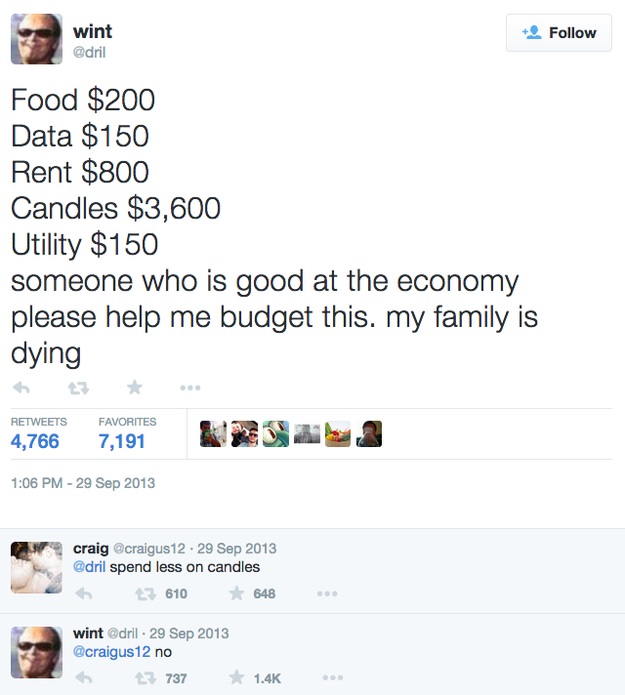 wint
@dril
Follow
Food $200
Data $150
Rent $800
Candles $3,600
Utility $150
someone who is good at the economy
please help me budget this. my family is
dying
RETWEETS FAVORITES
4,766 7,191
1:06 PM - 29 Sep 2013
craig @craigus12 · 29 Sep 2013
@dril spend less on candles
610 648
wint @dril · 29 Sep 2013
@craigus12 no
737 1.4K